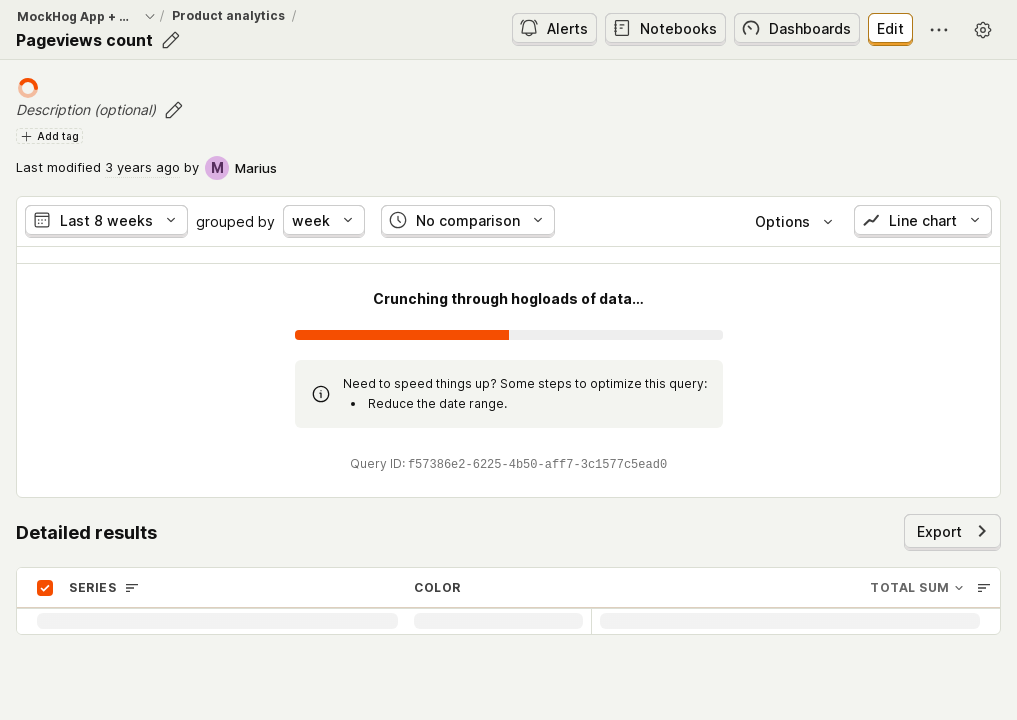 MockHog App + ... / Product analytics /
Pageviews count
Alerts Notebooks Dashboards Edit
Description (optional)
Add tag
Last modified 3 years ago by M Marius
Last 8 weeks grouped by week No comparison Options Line chart
Crunching through hogloads of data...
Need to speed things up? Some steps to optimize this query:
• Reduce the date range.
Query ID: f57386e2-6225-4b50-aff7-3c1577c5ead0
Detailed results
Export
SERIES COLOR TOTAL SUM